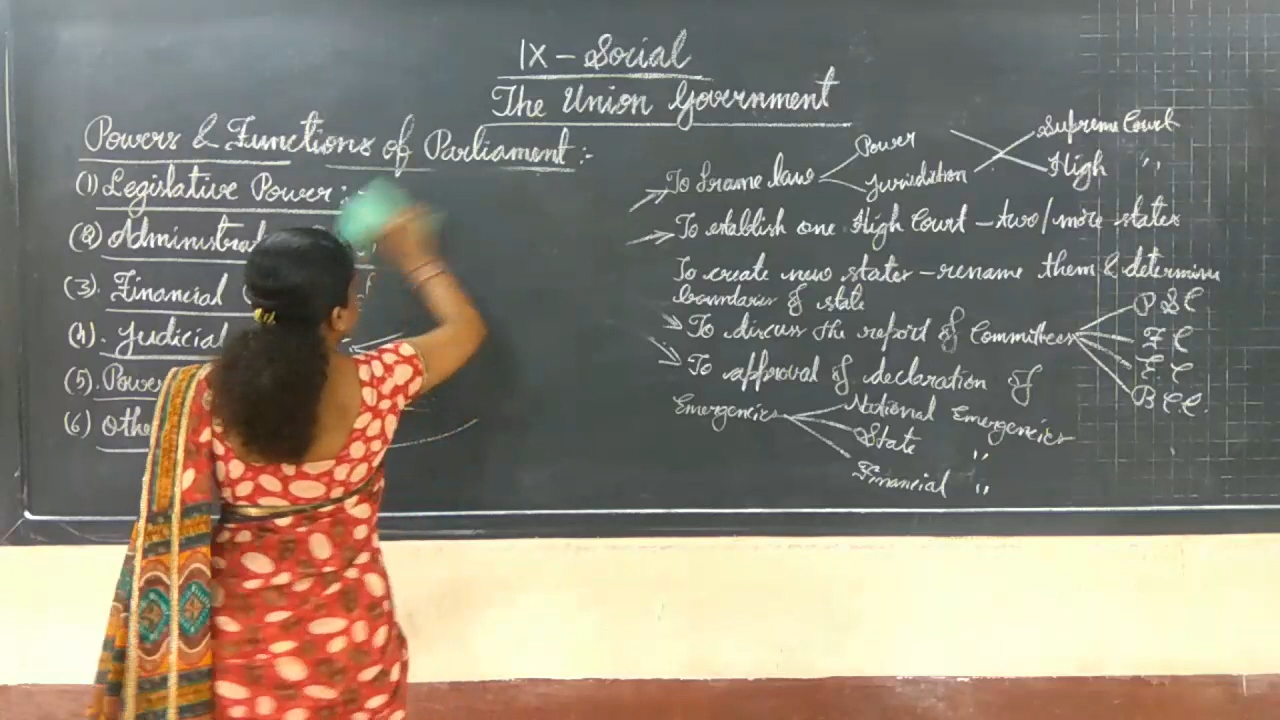 IX - Social
The Union Government
Powers & Functions of Parliament :-
(1) Legislative Power :-
(2) Administrat
(3). Financial
(4). Judicial
(5). Power
(6) Othe
To frame law
Power
Jurisdiction
Supreme Court
High "
To establish one High Court - two/more states
To create new states - rename them & determine
boundaries of state
To discuss the report of Committees
P S C
F C
E. C
B C C.
To approval of declaration of
Emergencies
National Emergencies
State "
Financial "